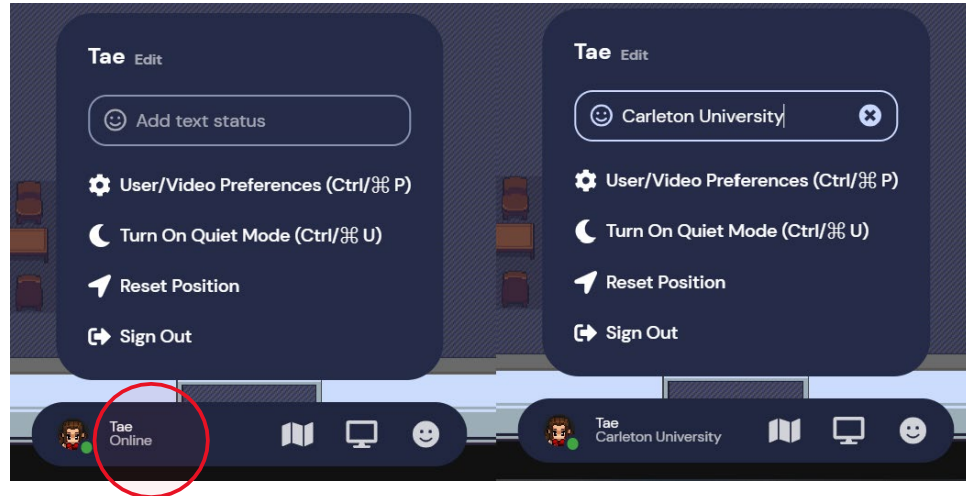 Tae Edit
Add text status
User/Video Preferences (Ctrl/⌘ P)
Turn On Quiet Mode (Ctrl/⌘ U)
Reset Position
Sign Out
Tae
Online
Tae Edit
Carleton University
User/Video Preferences (Ctrl/⌘ P)
Turn On Quiet Mode (Ctrl/⌘ U)
Reset Position
Sign Out
Tae
Carleton University